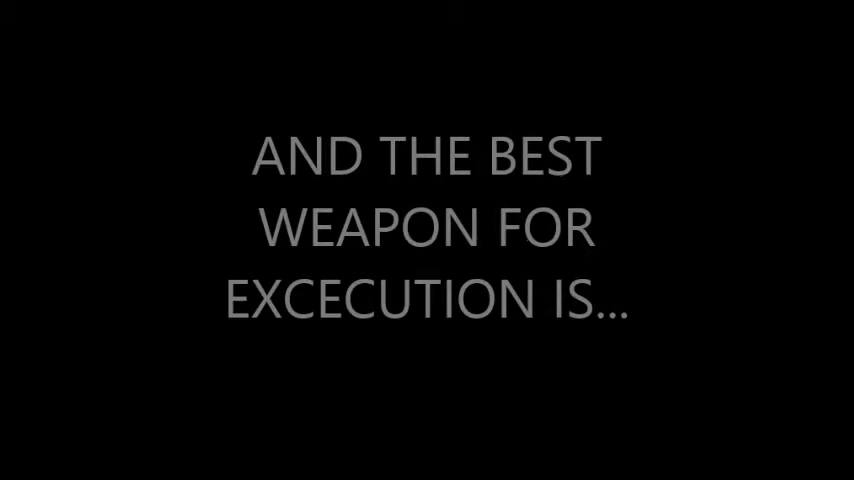 AND THE BEST
WEAPON FOR
EXCECUTION IS...